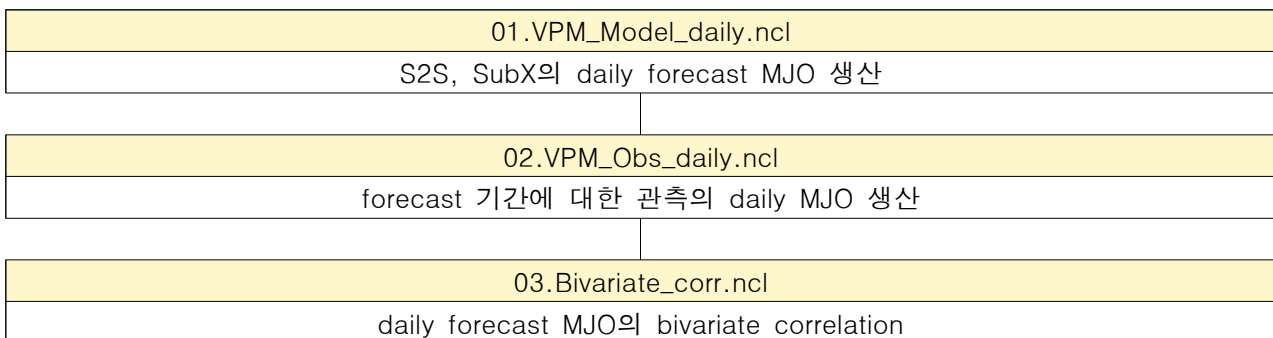 01.VPM_Model_daily.ncl
S2S, SubX의 daily forecast MJO 생산
02.VPM_Obs_daily.ncl
forecast 기간에 대한 관측의 daily MJO 생산
03.Bivariate_corr.ncl
daily forecast MJO의 bivariate correlation